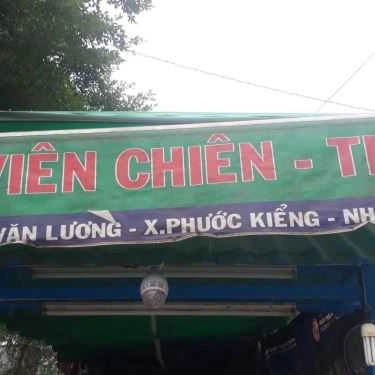 VIÊN CHIÊN - T
VĂN LƯƠNG - X.PHƯỚC KIỂNG - NH